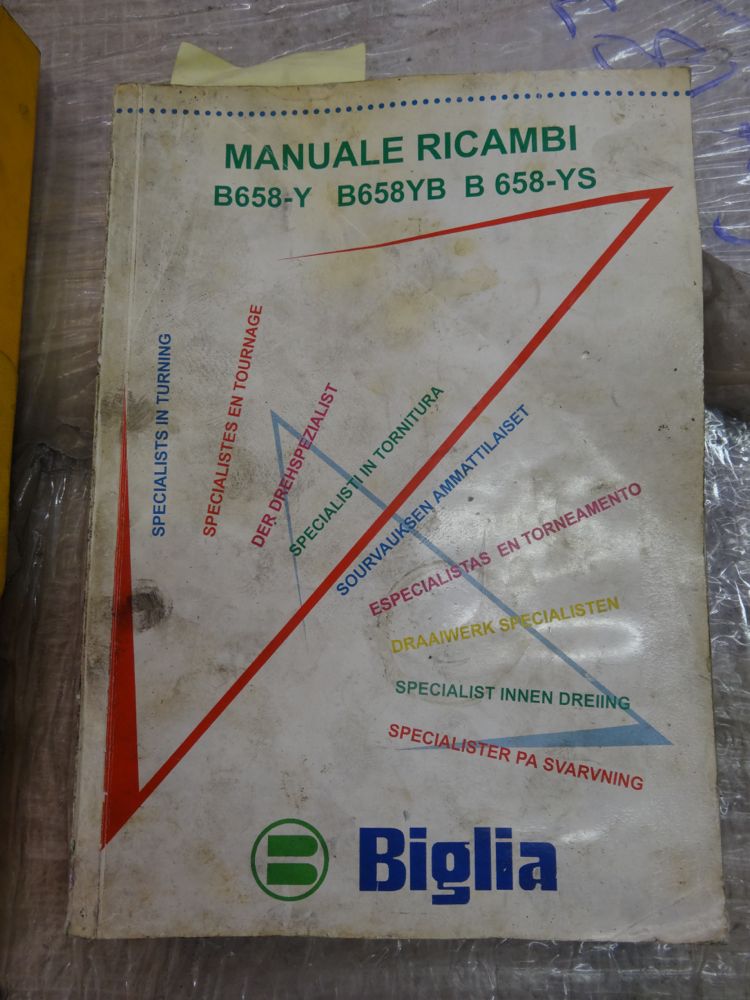 MANUALE RICAMBI
B658-Y B658YB B 658-YS
SPECIALISTS IN TURNING
SPECIALISTES EN TOURNAGE
DER DREHSPEZIALIST
SPECIALISTI IN TORNITURA
SOURVAUKSEN AMMATTILAISET
ESPECIALISTAS EN TORNEAMENTO
DRAAIWERK SPECIALISTEN
SPECIALIST INNEN DREIING
SPECIALISTER PA SVARVNING
Biglia